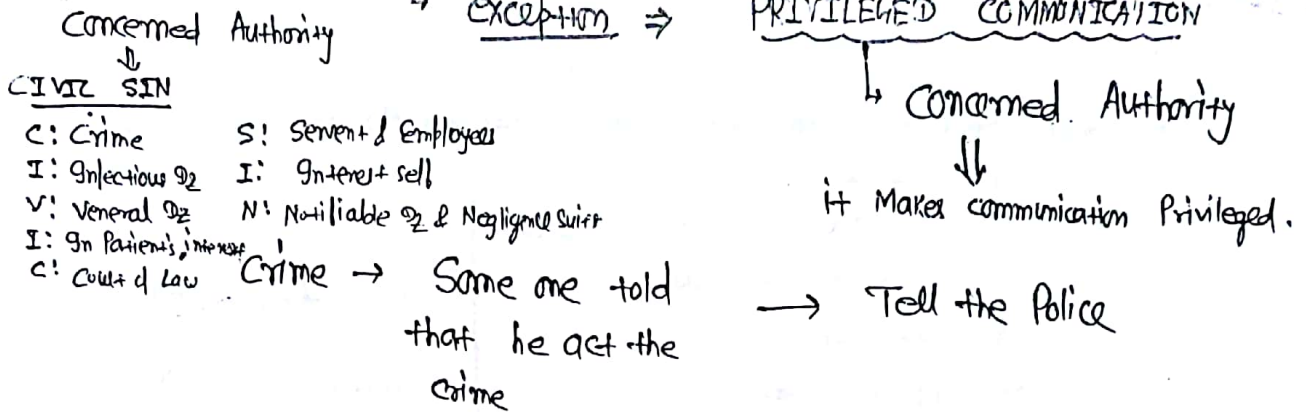 Exception ⇒ PRIVILEGED COMMUNICATION
Concerned Authority
⇓
CIVIL SIN
C: Crime S: Servent & Employees
I: Infectious Dz I: Interest self
V: Veneral Dz N: Notifiable Dz & Negligence Suits
I: In Patient's interest
C: Court of Law
↳ Concerned. Authority
⇓
it Makes communication Privileged.
Crime → Some one told → Tell the Police
that he act the
crime